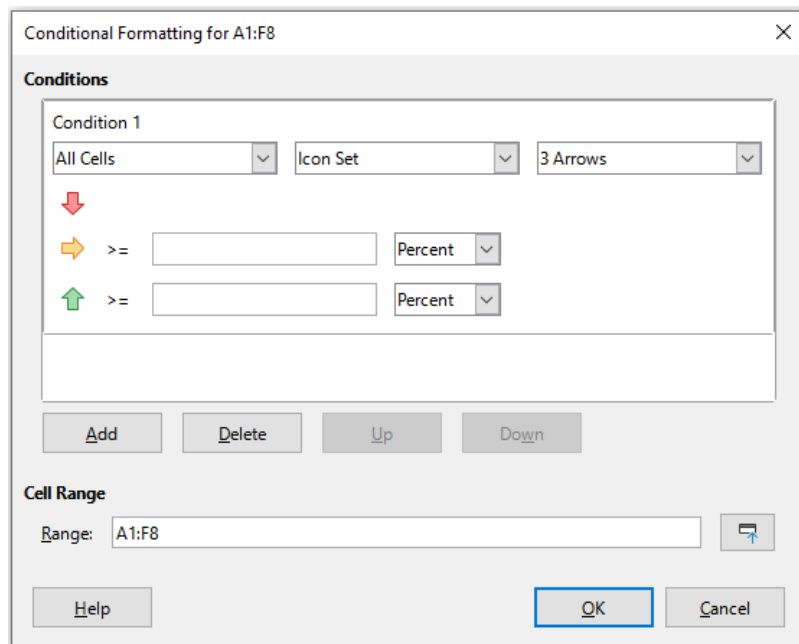 Conditional Formatting for A1:F8
Conditions
Condition 1
All Cells Icon Set 3 Arrows
>= Percent
>= Percent
Add Delete Up Down
Cell Range
Range: A1:F8
Help OK Cancel